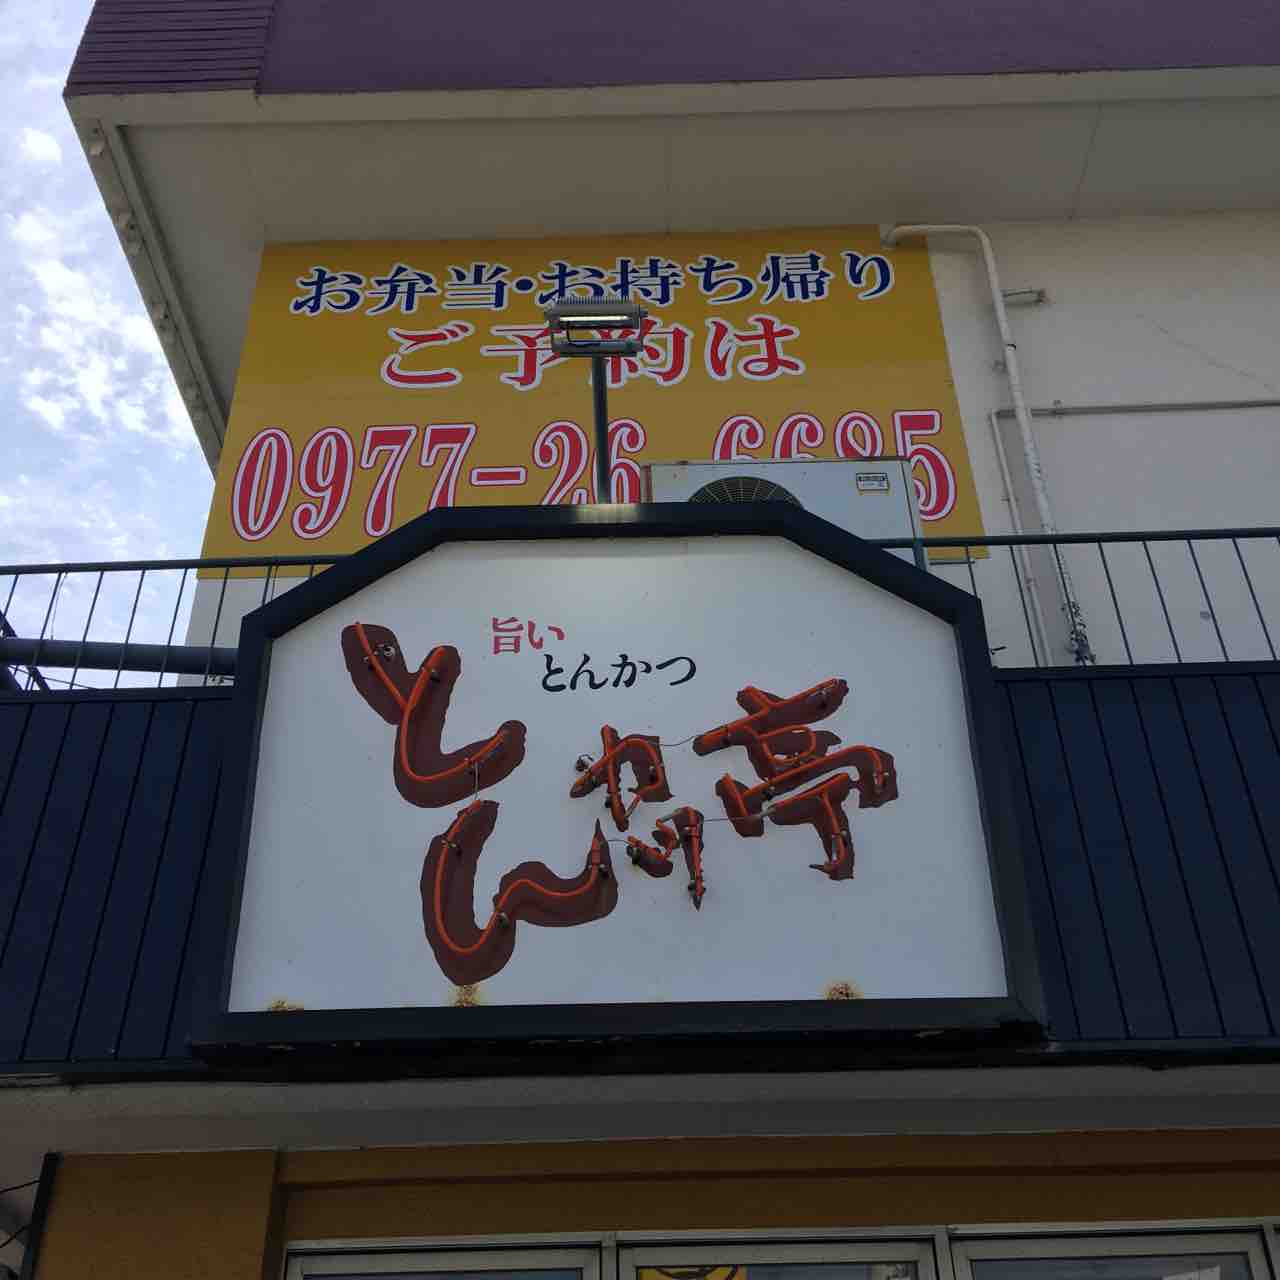 お弁当・お持ち帰り
ご予約は
0977-26-6685
旨い
とんかつ
とん
かつ
亭